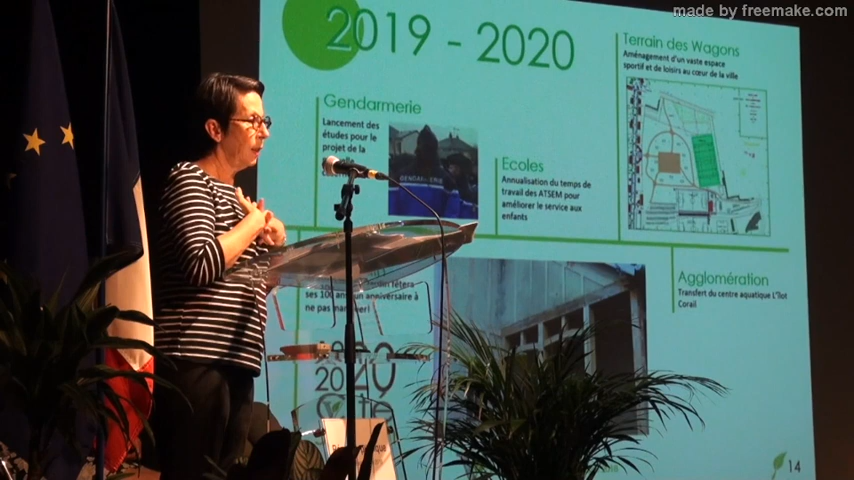 made by freemake.com
2019 - 2020
Terrain des Wagons
Aménagement d'un vaste espace
sportif et de loisirs au cœur de la ville
Gendarmerie
Lancement des
études pour le
projet de la
Ecoles
Annualisation du temps de
travail des ATSEM pour
améliorer le service aux
enfants
fêtera
ses 100 ans, un anniversaire à
ne pas
Agglomération
Transfert du centre aquatique L'îlot
Corail
14